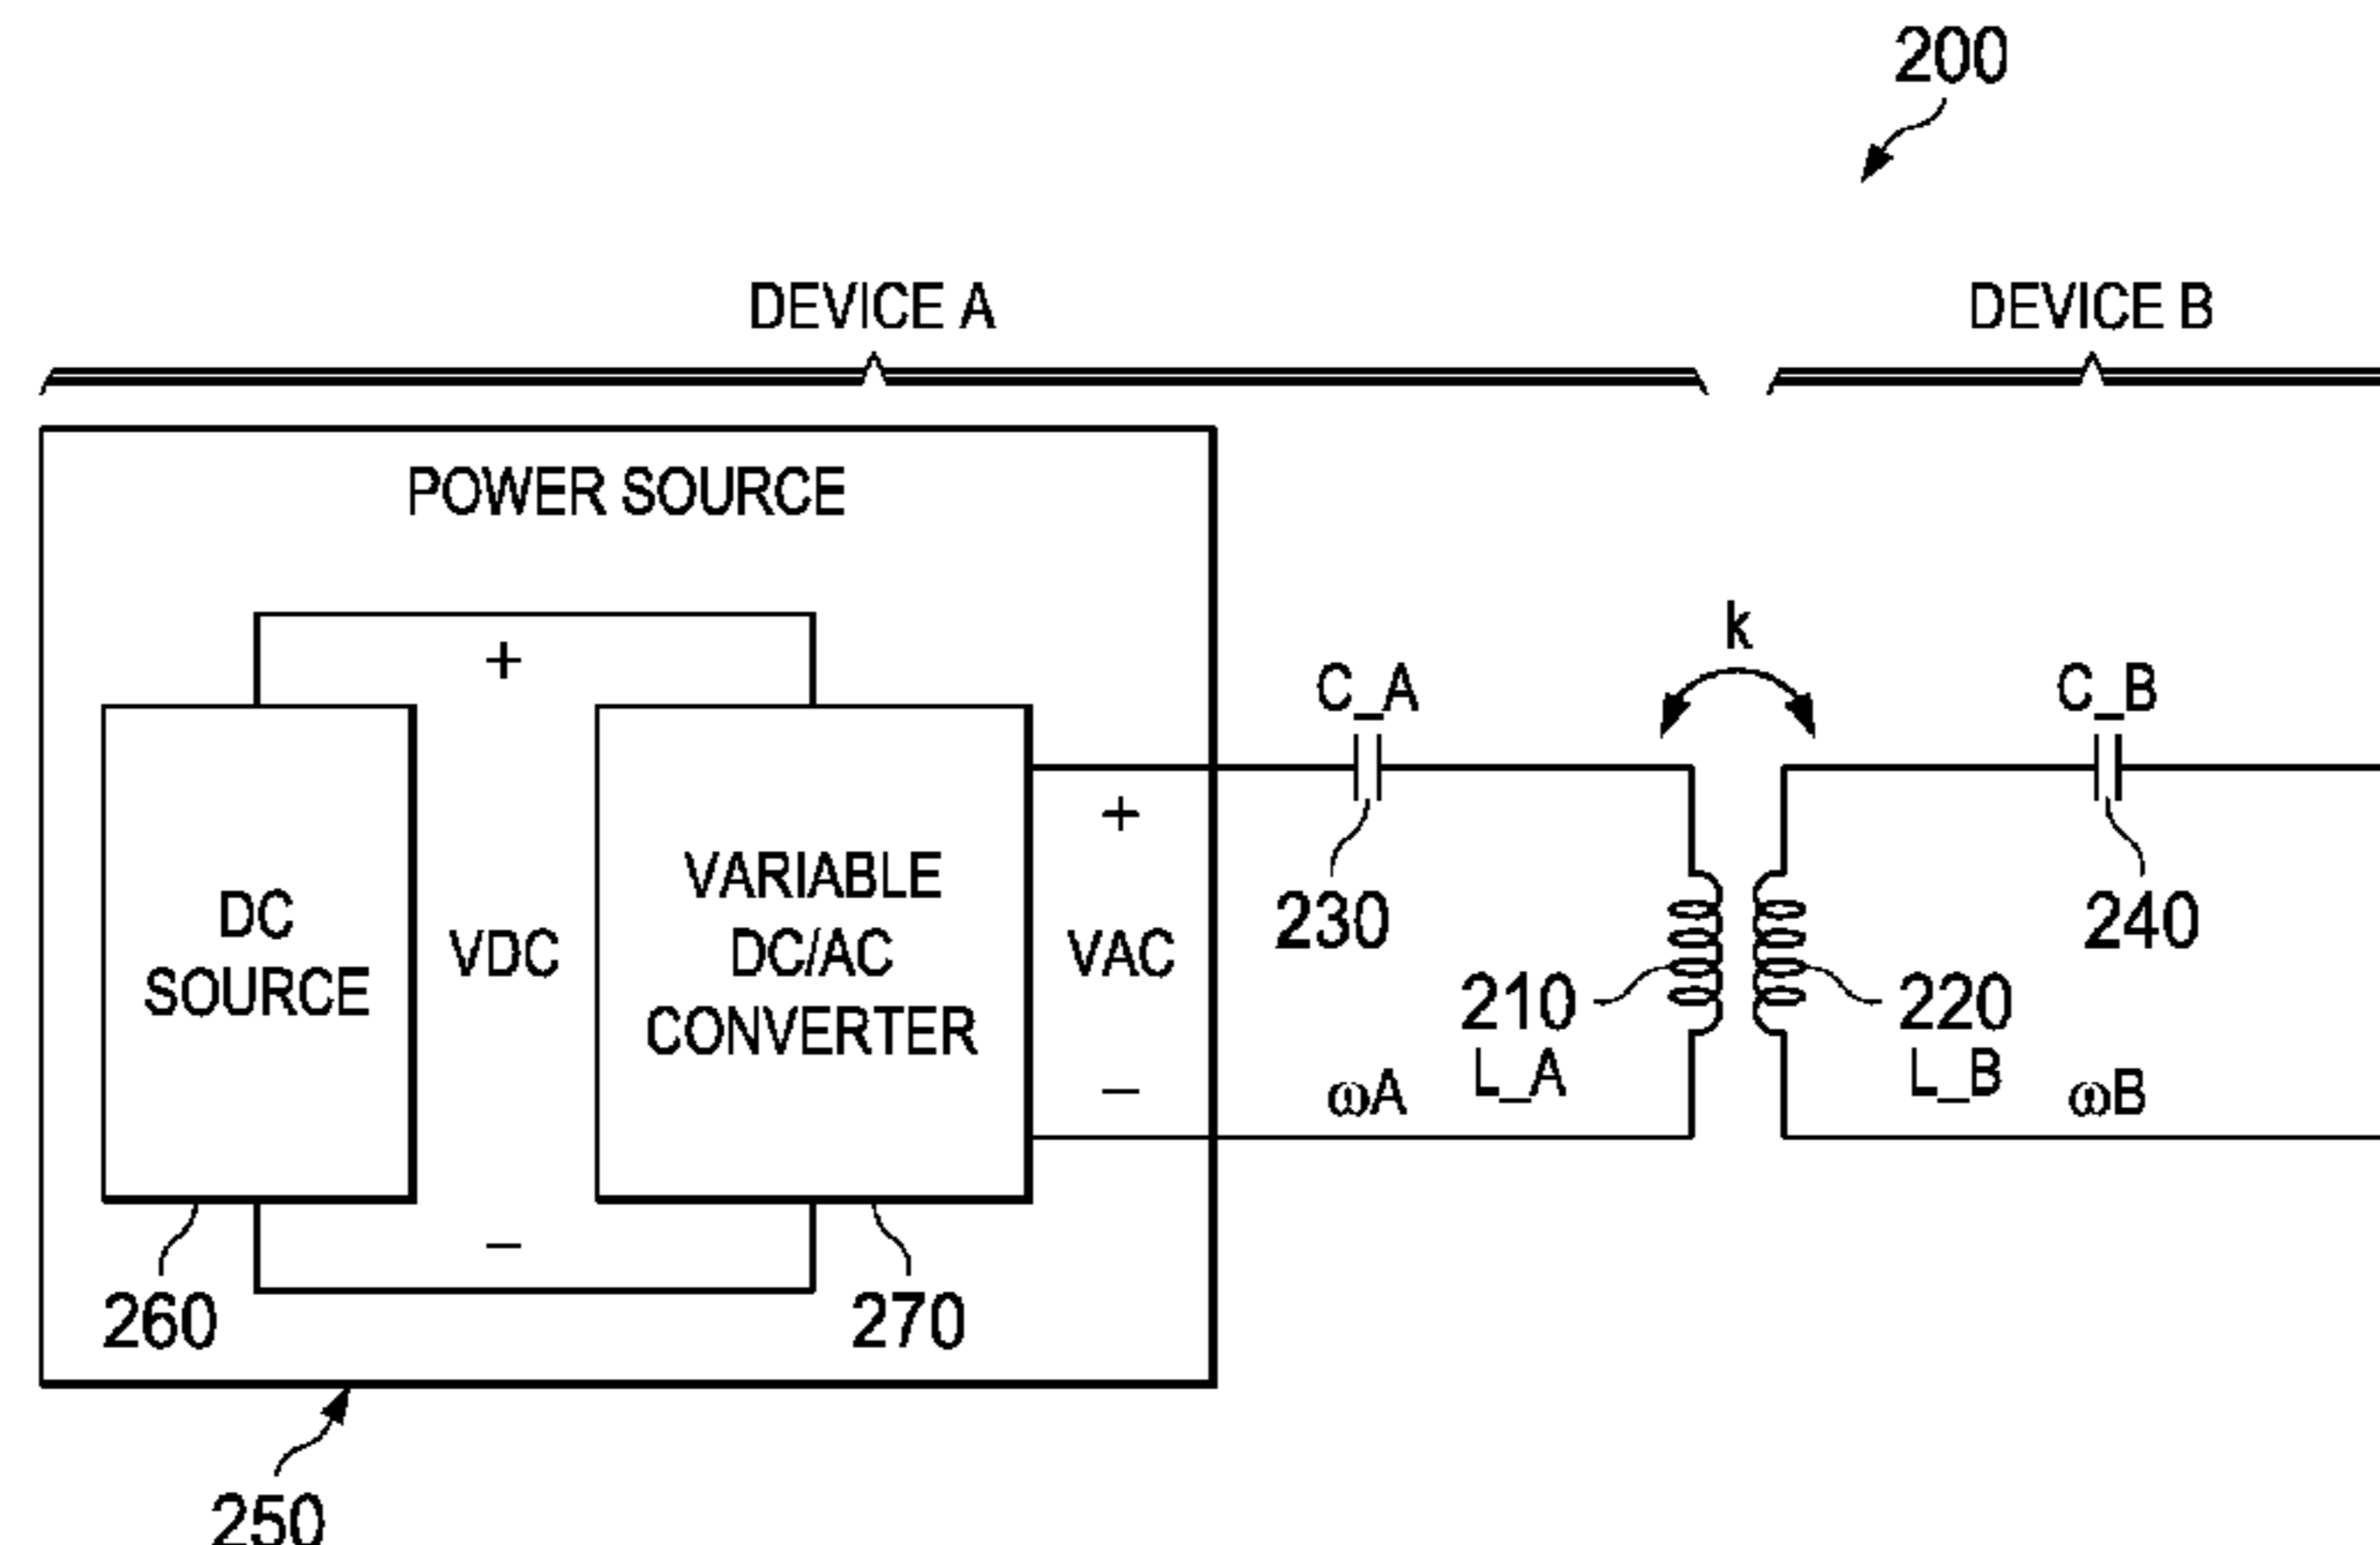 200
DEVICE A
DEVICE B
POWER SOURCE
+
k
C_A
C_B
+
DC
SOURCE
VDC
VARIABLE
DC/AC
CONVERTER
VAC
230
240
210
L_A
220
L_B
–
ωA
ωB
–
260
270
250